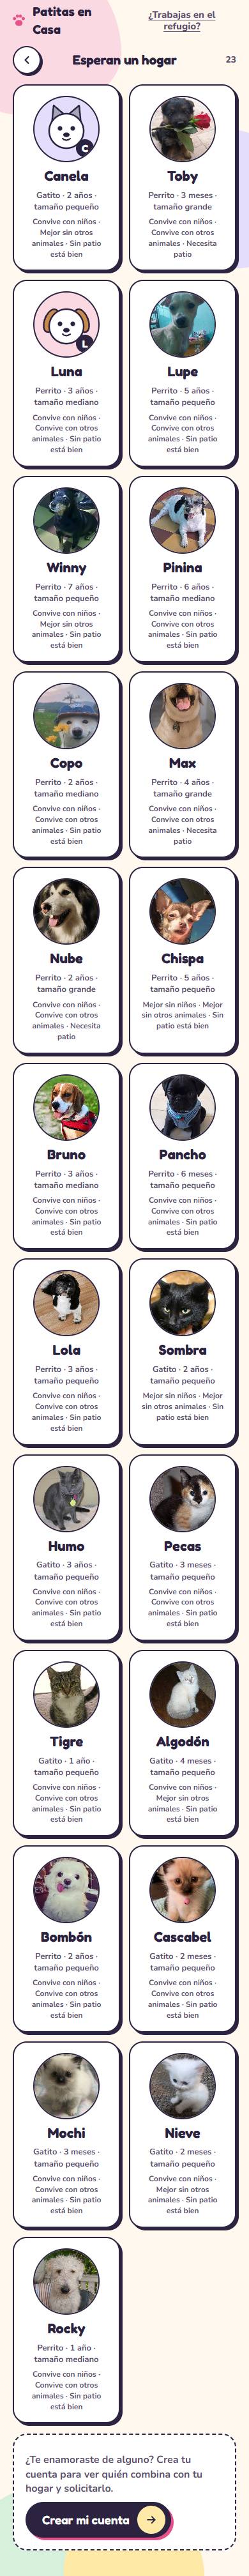 Patitas en
Casa
¿Trabajas en el
refugio?
Esperan un hogar
23
C
Canela
Gatito · 2 años ·
tamaño pequeño
Convive con niños ·
Mejor sin otros
animales · Sin patio
está bien
Toby
Perrito · 3 meses ·
tamaño grande
Convive con niños ·
Convive con otros
animales · Necesita
patio
L
Luna
Perrito · 3 años ·
tamaño mediano
Convive con niños ·
Convive con otros
animales · Sin patio
está bien
Lupe
Perrito · 5 años ·
tamaño pequeño
Convive con niños ·
Convive con otros
animales · Sin patio
está bien
Winny
Perrito · 7 años ·
tamaño pequeño
Convive con niños ·
Mejor sin otros
animales · Sin patio
está bien
Pinina
Perrito · 6 años ·
tamaño mediano
Convive con niños ·
Convive con otros
animales · Sin patio
está bien
Copo
Perrito · 2 años ·
tamaño mediano
Convive con niños ·
Convive con otros
animales · Sin patio
está bien
Max
Perrito · 4 años ·
tamaño grande
Convive con niños ·
Convive con otros
animales · Necesita
patio
Nube
Perrito · 2 años ·
tamaño grande
Convive con niños ·
Convive con otros
animales · Necesita
patio
Chispa
Perrito · 5 años ·
tamaño pequeño
Mejor sin niños · Mejor
sin otros animales · Sin
patio está bien
Bruno
Perrito · 3 años ·
tamaño mediano
Convive con niños ·
Convive con otros
animales · Sin patio
está bien
Pancho
Perrito · 6 meses ·
tamaño pequeño
Convive con niños ·
Convive con otros
animales · Sin patio
está bien
Lola
Perrito · 3 años ·
tamaño pequeño
Convive con niños ·
Convive con otros
animales · Sin patio
está bien
Sombra
Gatito · 2 años ·
tamaño pequeño
Mejor sin niños · Mejor
sin otros animales · Sin
patio está bien
Humo
Gatito · 3 años ·
tamaño pequeño
Convive con niños ·
Convive con otros
animales · Sin patio
está bien
Pecas
Gatito · 3 meses ·
tamaño pequeño
Convive con niños ·
Convive con otros
animales · Sin patio
está bien
Tigre
Gatito · 1 año ·
tamaño pequeño
Convive con niños ·
Convive con otros
animales · Sin patio
está bien
Algodón
Gatito · 4 meses ·
tamaño pequeño
Convive con niños ·
Mejor sin otros
animales · Sin patio
está bien
Bombón
Perrito · 2 años ·
tamaño pequeño
Convive con niños ·
Convive con otros
animales · Sin patio
está bien
Cascabel
Gatito · 2 meses ·
tamaño pequeño
Convive con niños ·
Convive con otros
animales · Sin patio
está bien
Mochi
Gatito · 3 meses ·
tamaño pequeño
Convive con niños ·
Convive con otros
animales · Sin patio
está bien
Nieve
Gatito · 2 meses ·
tamaño pequeño
Convive con niños ·
Mejor sin otros
animales · Sin patio
está bien
Rocky
Perrito · 1 año ·
tamaño mediano
Convive con niños ·
Convive con otros
animales · Sin patio
está bien
¿Te enamoraste de alguno? Crea tu
cuenta para ver quién combina con tu
hogar y solicitarlo.
Crear mi cuenta